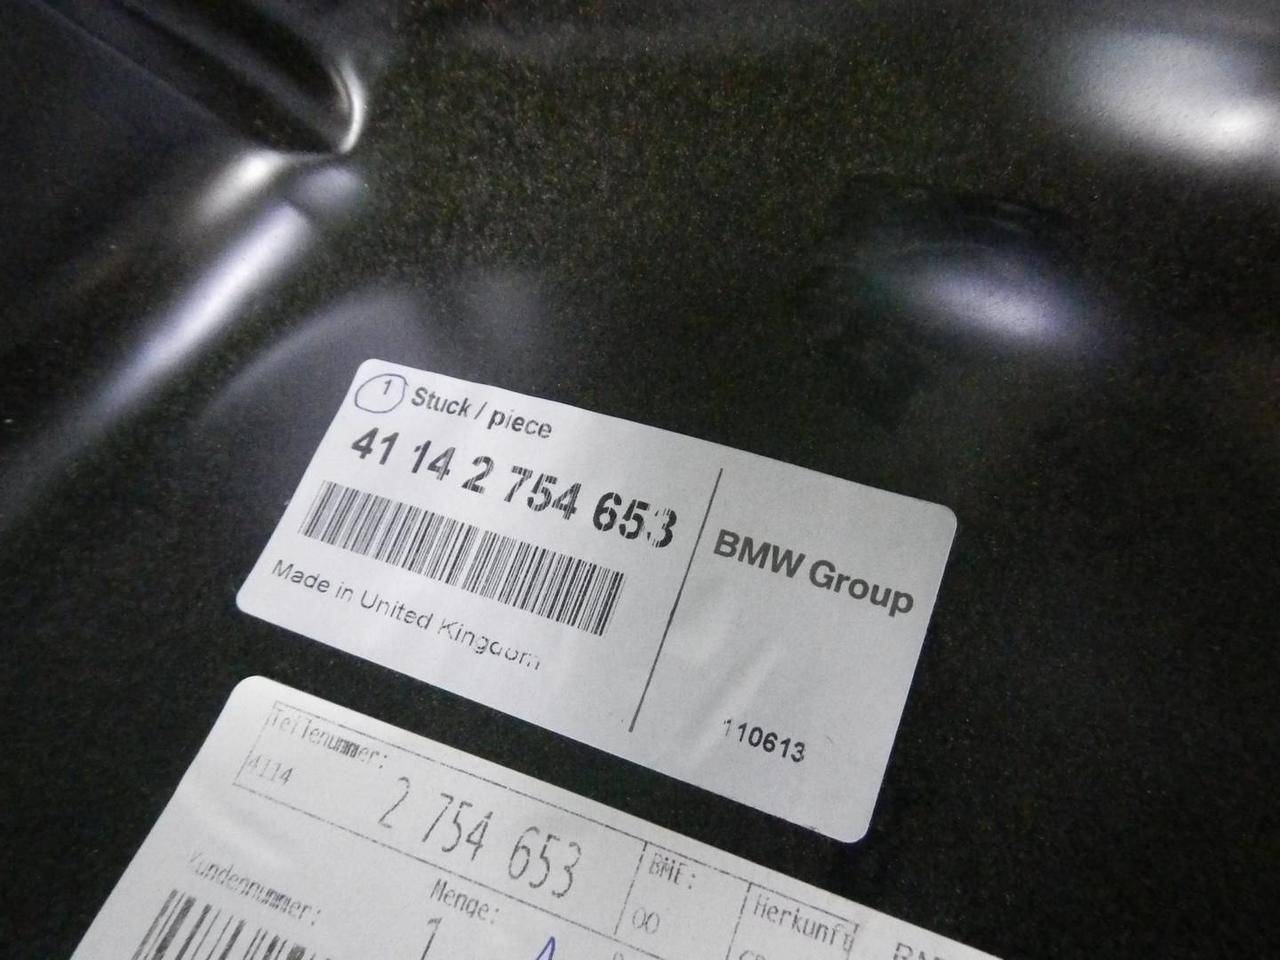 1 Stuck / piece
41 14 2 754 653
Made in United Kingdom
BMW Group
110613
Teilenummer:
4114 2 754 653
BME:
00
Herkunft
Kundennummer:
Menge:
1